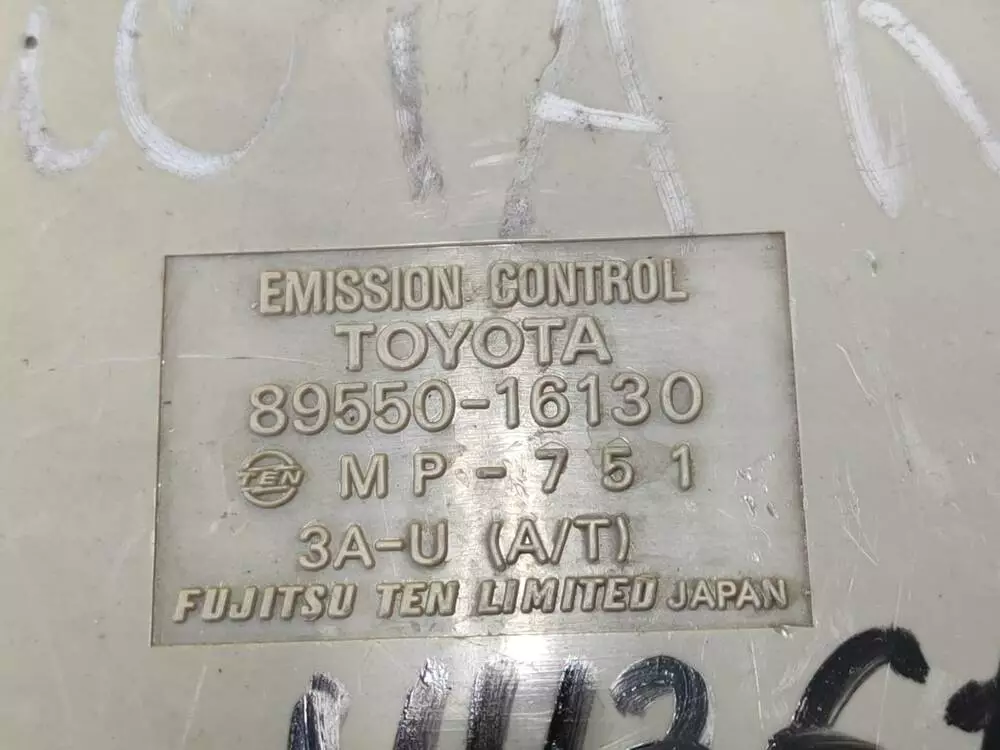 EMISSION CONTROL
TOYOTA
89550-16130
TEN MP-751
3A-U (A/T)
FUJITSU TEN LIMITED JAPAN